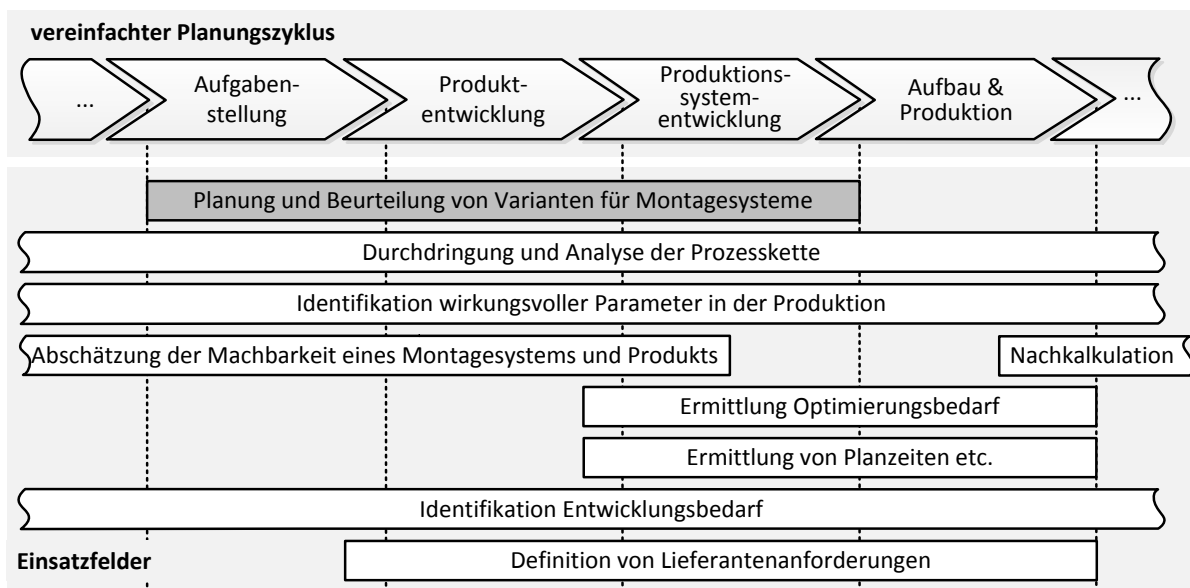 vereinfachter Planungszyklus
...
Aufgaben-
stellung
Produkt-
entwicklung
Produktions-
system-
entwicklung
Aufbau &
Produktion
...
Planung und Beurteilung von Varianten für Montagesysteme
Durchdringung und Analyse der Prozesskette
Identifikation wirkungsvoller Parameter in der Produktion
Abschätzung der Machbarkeit eines Montagesystems und Produkts
Nachkalkulation
Ermittlung Optimierungsbedarf
Ermittlung von Planzeiten etc.
Identifikation Entwicklungsbedarf
Einsatzfelder
Definition von Lieferantenanforderungen